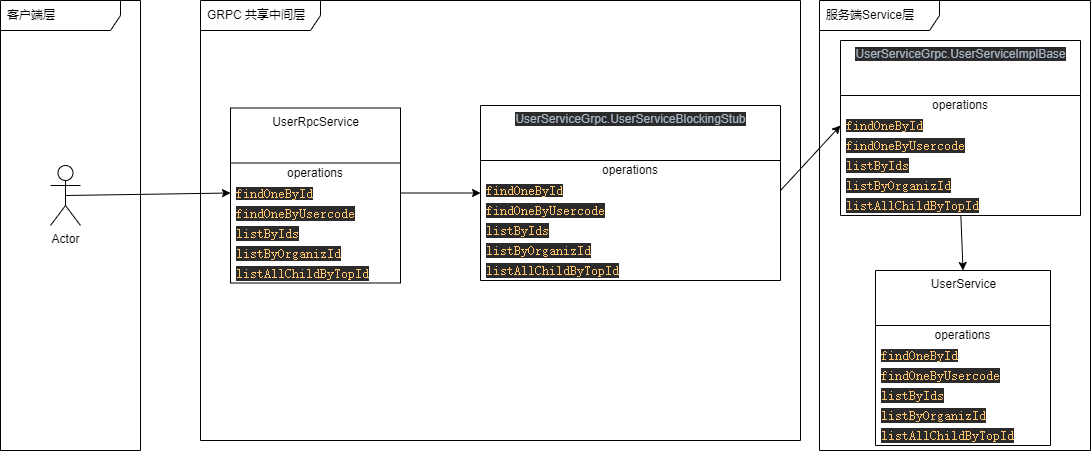 客户端层
Actor
GRPC 共享中间层
UserRpcService
operations
findOneById
findOneByUsercode
listByIds
listByOrganizId
listAllChildByTopId
UserServiceGrpc.UserServiceBlockingStub
operations
findOneById
findOneByUsercode
listByIds
listByOrganizId
listAllChildByTopId
服务端Service层
UserServiceGrpc.UserServiceImplBase
operations
findOneById
findOneByUsercode
listByIds
listByOrganizId
listAllChildByTopId
UserService
operations
findOneById
findOneByUsercode
listByIds
listByOrganizId
listAllChildByTopId